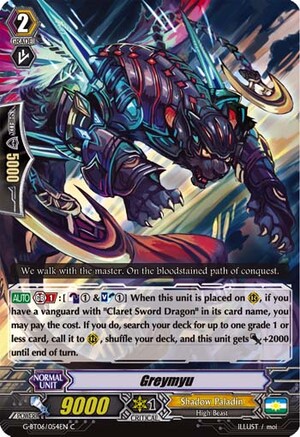 2
GRADE
SHIELD 5000
We walk with the master. On the bloodstained path of conquest.
AUTO 1 : [ 1 & 1 ] When this unit is placed on , if you
have a vanguard with "Claret Sword Dragon" in its card name, you
may pay the cost. If you do, search your deck for up to one grade 1
or less card, call it to , shuffle your deck, and this unit gets +2000
until end of turn.
Greymyu
NORMAL UNIT
POWER 9000
1
CRITICAL
Shadow Paladin
High Beast
G-BT06/054EN C
ILLUST / moi